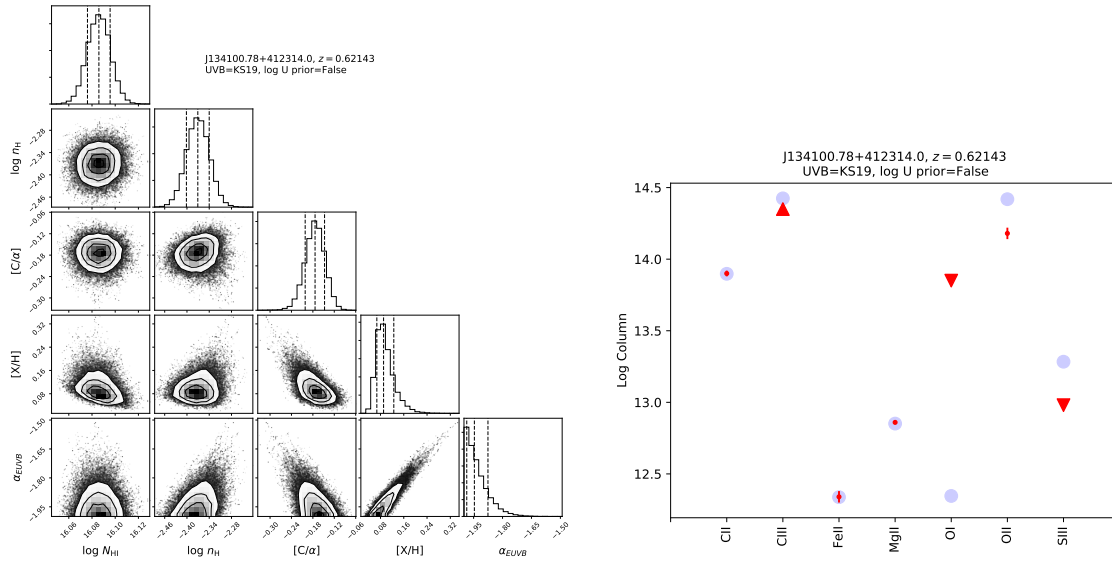 J134100.78+412314.0, z = 0.62143
UVB=KS19, log U prior=False
log n_H
−2.28
−2.34
−2.40
−2.46
[C/α]
−0.06
−0.12
−0.18
−0.24
−0.30
[X/H]
0.32
0.24
0.16
0.08
α_EUVB
−1.50
−1.65
−1.80
−1.95
16.06
16.08
16.10
16.12
log N_HI
−2.46
−2.40
−2.34
−2.28
log n_H
−0.30
−0.24
−0.18
−0.12
−0.06
[C/α]
0.08
0.16
0.24
0.32
[X/H]
−1.95
−1.80
−1.65
−1.50
α_EUVB
J134100.78+412314.0, z = 0.62143
UVB=KS19, log U prior=False
Log Column
14.5
14.0
13.5
13.0
12.5
CII
CIII
FeII
MgII
OI
OII
SiII